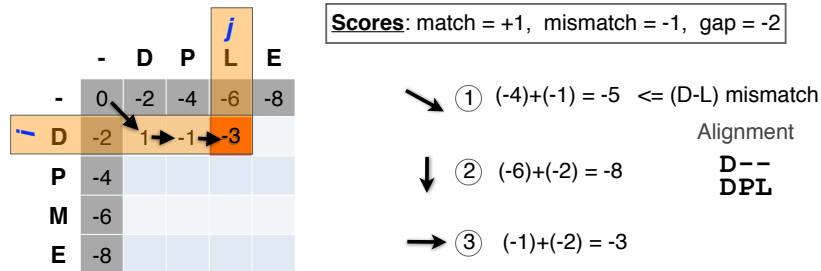 Scores: match = +1, mismatch = -1, gap = -2
j
- D P L E
- 0 -2 -4 -6 -8
i D -2 1 -1 -3
P -4
M -6
E -8
1 (-4)+(-1) = -5 <= (D-L) mismatch
Alignment
D--
DPL
2 (-6)+(-2) = -8
3 (-1)+(-2) = -3